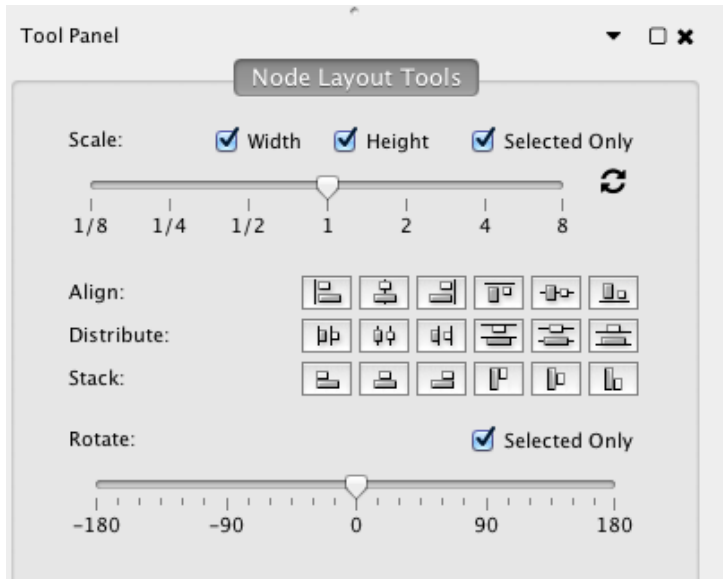 Tool Panel
Node Layout Tools
Scale: Width Height Selected Only
1/8 1/4 1/2 1 2 4 8
Align:
Distribute:
Stack:
Rotate: Selected Only
-180 -90 0 90 180